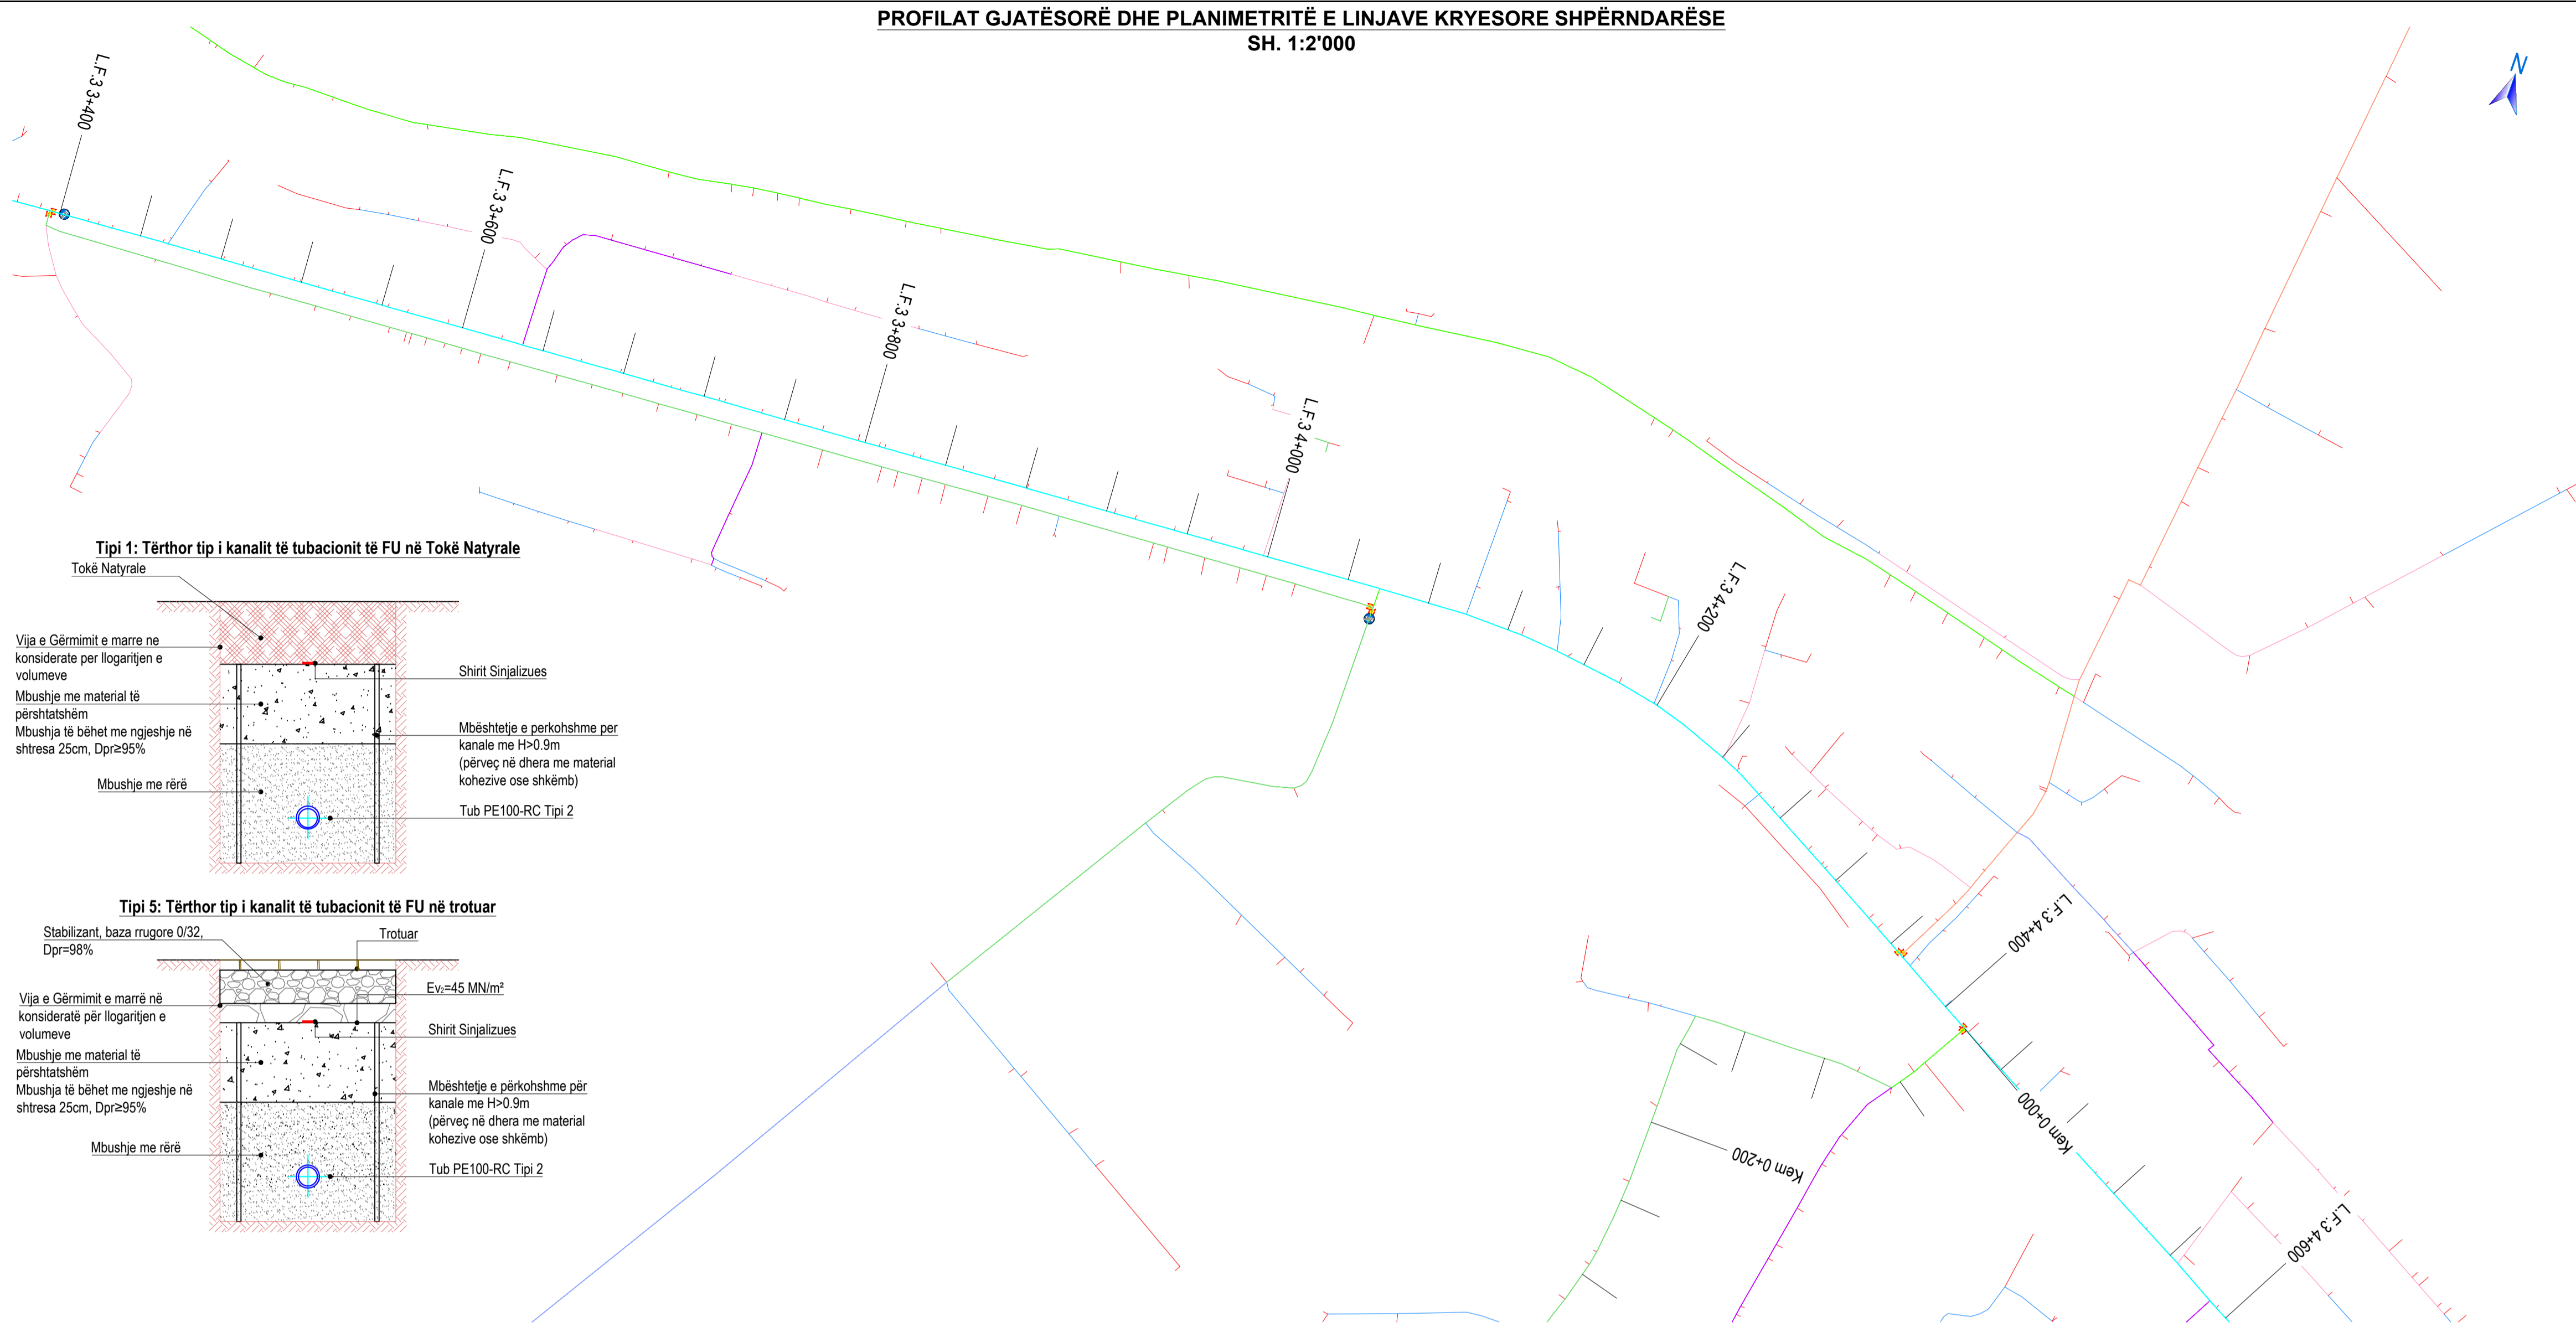 PROFILAT GJATËSORË DHE PLANIMETRITË E LINJAVE KRYESORE SHPËRNDARËSE
SH. 1:2'000
N
L.F.3 3+400
L.F.3 3+600
L.F.3 3+800
L.F.3 4+000
L.F.3 4+200
L.F.3 4+400
Kem 0+000
Kem 0+200
L.F.3 4+600
Tipi 1: Tërthor tip i kanalit të tubacionit të FU në Tokë Natyrale
Tokë Natyrale
Vija e Gërmimit e marre ne
konsiderate per llogaritjen e
volumeve
Mbushje me material të
përshtatshëm
Mbushja të bëhet me ngjeshje në
shtresa 25cm, Dpr≥95%
Mbushje me rërë
Shirit Sinjalizues
Mbështetje e perkohshme per
kanale me H>0.9m
(përveç në dhera me material
kohezive ose shkëmb)
Tub PE100-RC Tipi 2
Tipi 5: Tërthor tip i kanalit të tubacionit të FU në trotuar
Stabilizant, baza rrugore 0/32,
Dpr=98%
Trotuar
Vija e Gërmimit e marrë në
konsideratë për llogaritjen e
volumeve
Ev₂=45 MN/m²
Shirit Sinjalizues
Mbushje me material të
përshtatshëm
Mbushja të bëhet me ngjeshje në
shtresa 25cm, Dpr≥95%
Mbështetje e përkohshme për
kanale me H>0.9m
(përveç në dhera me material
kohezive ose shkëmb)
Mbushje me rërë
Tub PE100-RC Tipi 2